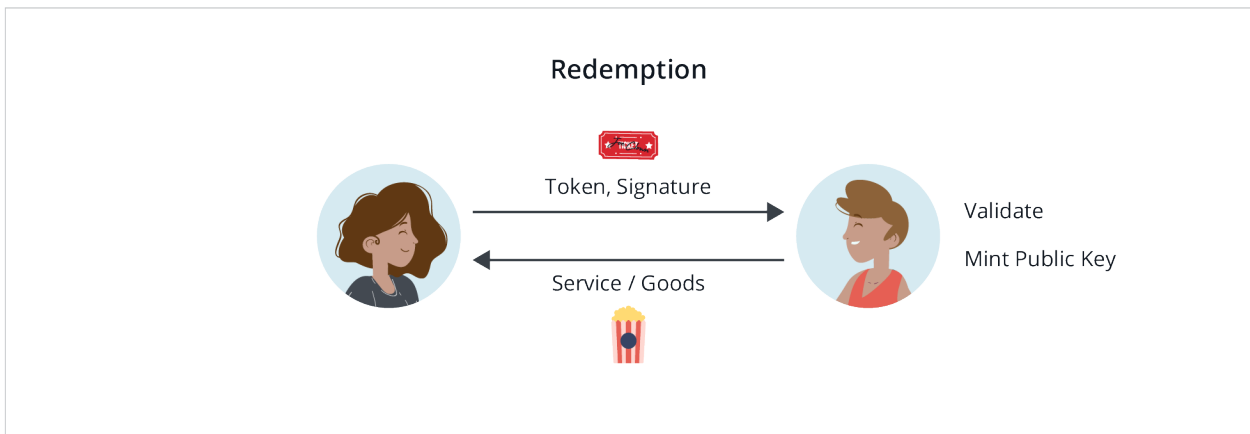 Redemption
Token, Signature
Validate
Mint Public Key
Service / Goods